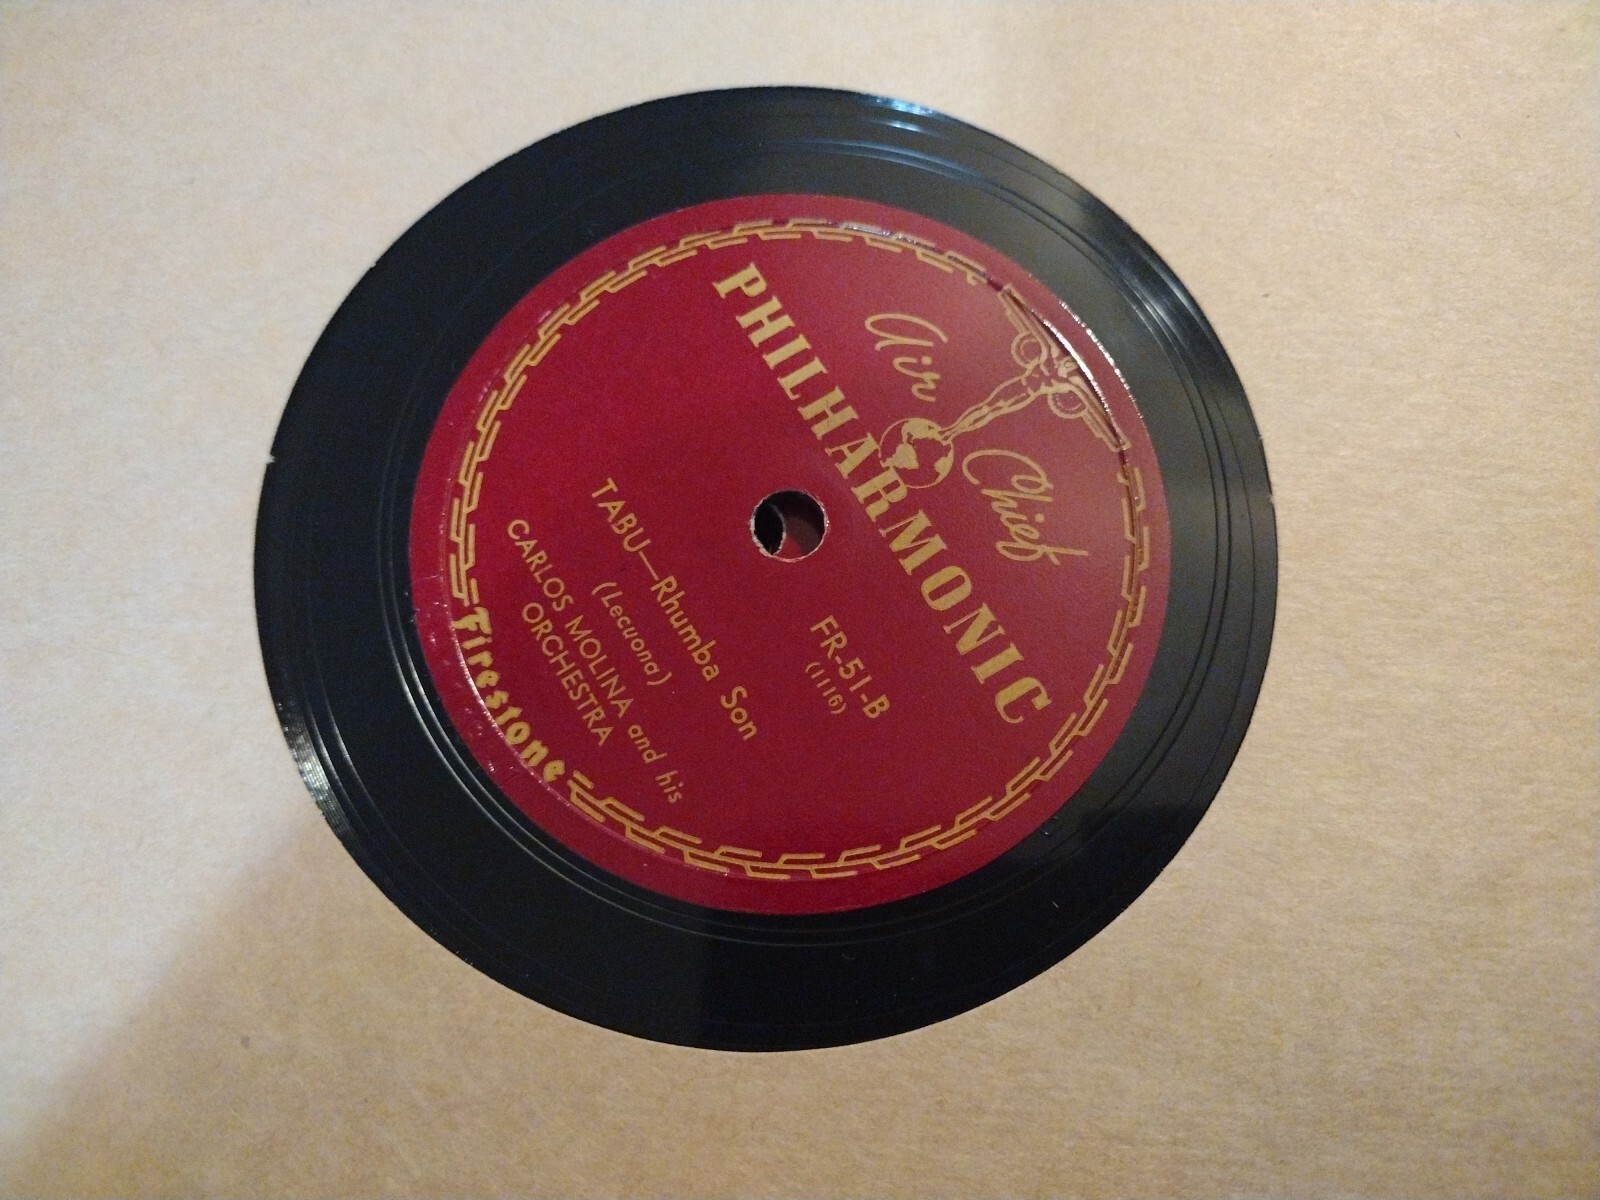 Air Chief
PHILHARMONIC
FR-51-B
(1116)
TABU—Rhumba Son
(Lecuona)
CARLOS MOLINA and his
ORCHESTRA
Firestone